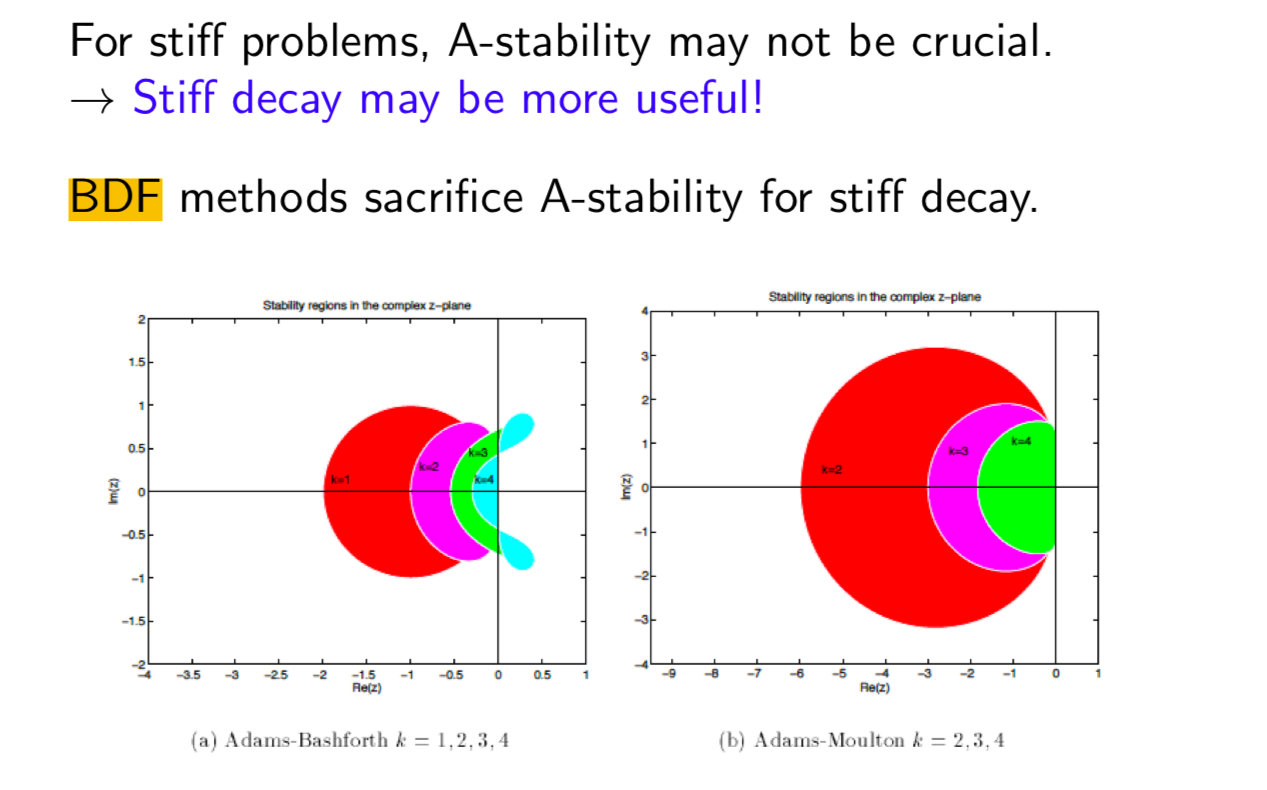 For stiff problems, A-stability may not be crucial.
→ Stiff decay may be more useful!
BDF methods sacrifice A-stability for stiff decay.
Stability regions in the complex z-plane
2
1.5
1
0.5
0
−0.5
−1
−1.5
−2
Im(z)
k=1
k=2
k=3
k=4
−4 −3.5 −3 −2.5 −2 −1.5 −1 −0.5 0 0.5 1
Re(z)
(a) Adams-Bashforth k = 1, 2, 3, 4
Stability regions in the complex z-plane
4
3
2
1
0
−1
−2
−3
−4
Im(z)
k=2
k=3
k=4
−9 −8 −7 −6 −5 −4 −3 −2 −1 0 1
Re(z)
(b) Adams-Moulton k = 2, 3, 4